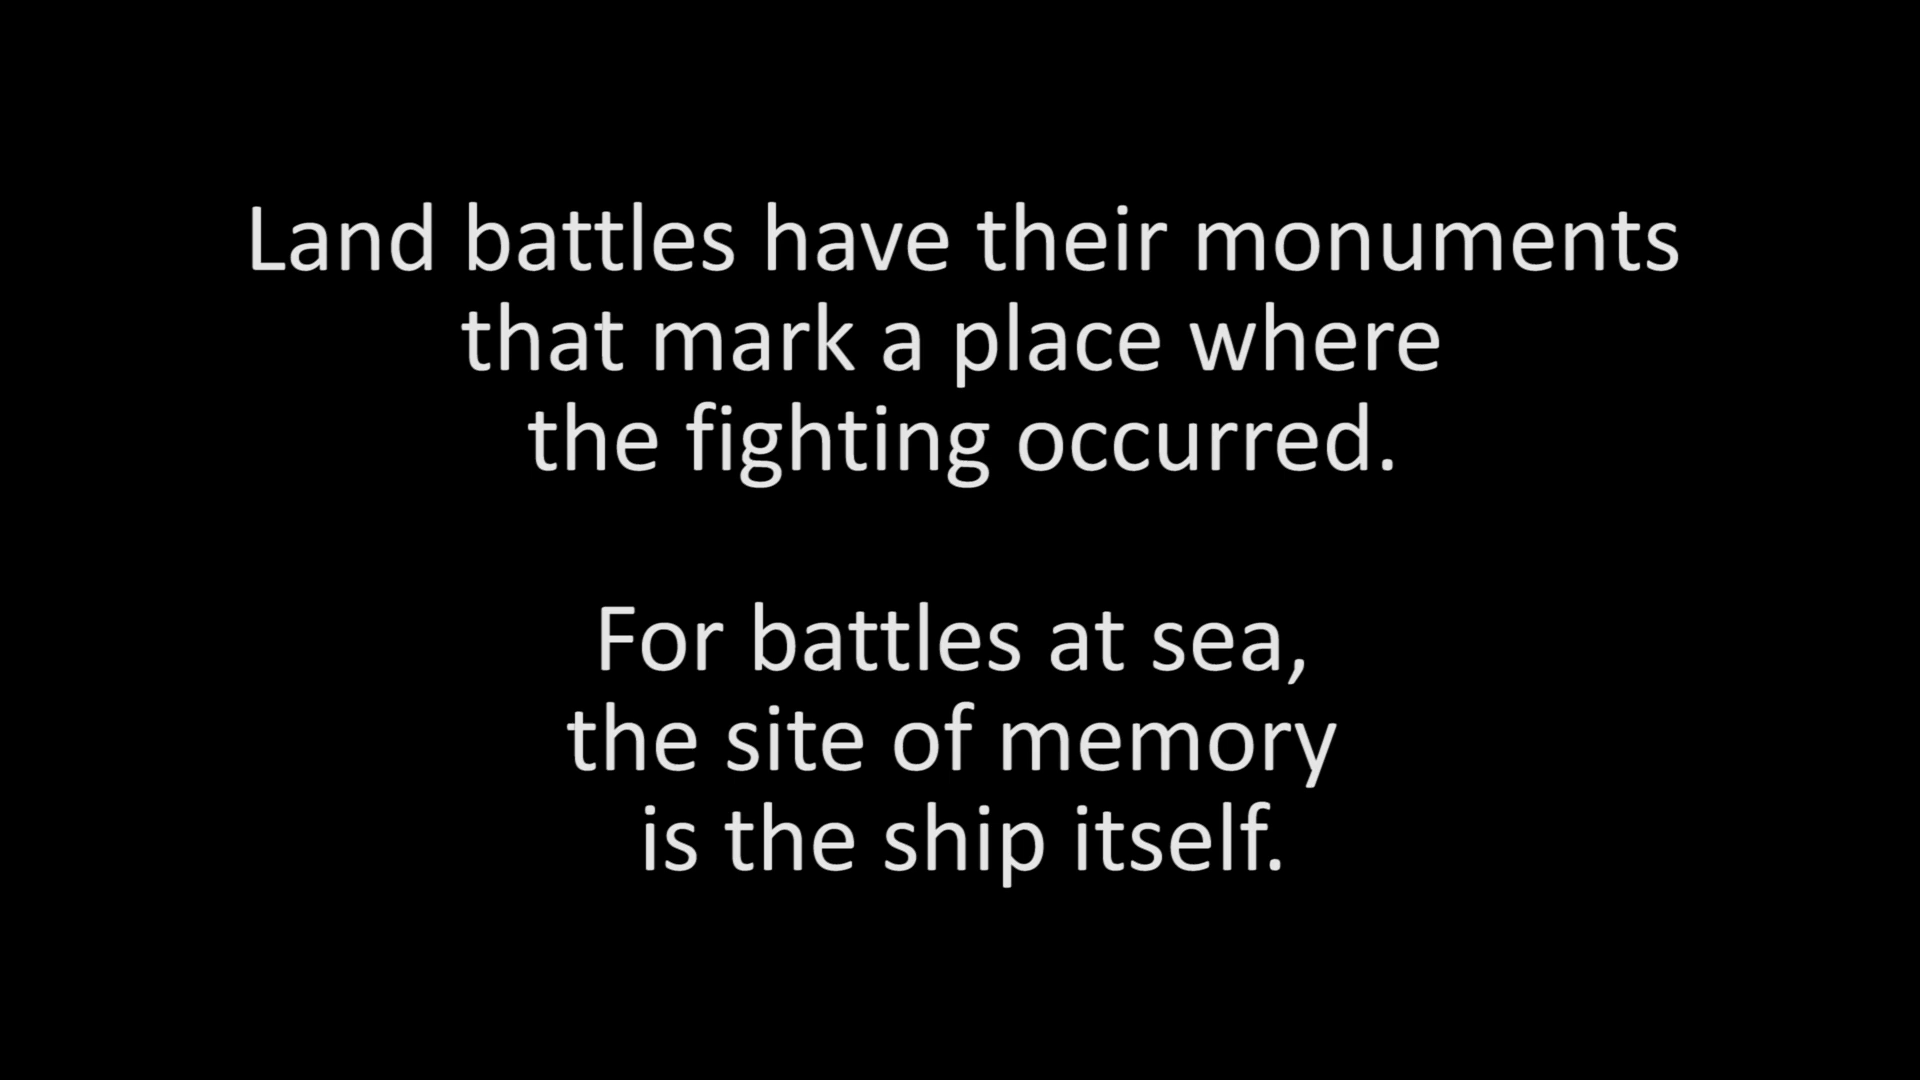 Land battles have their monuments
that mark a place where
the fighting occurred.
For battles at sea,
the site of memory
is the ship itself.